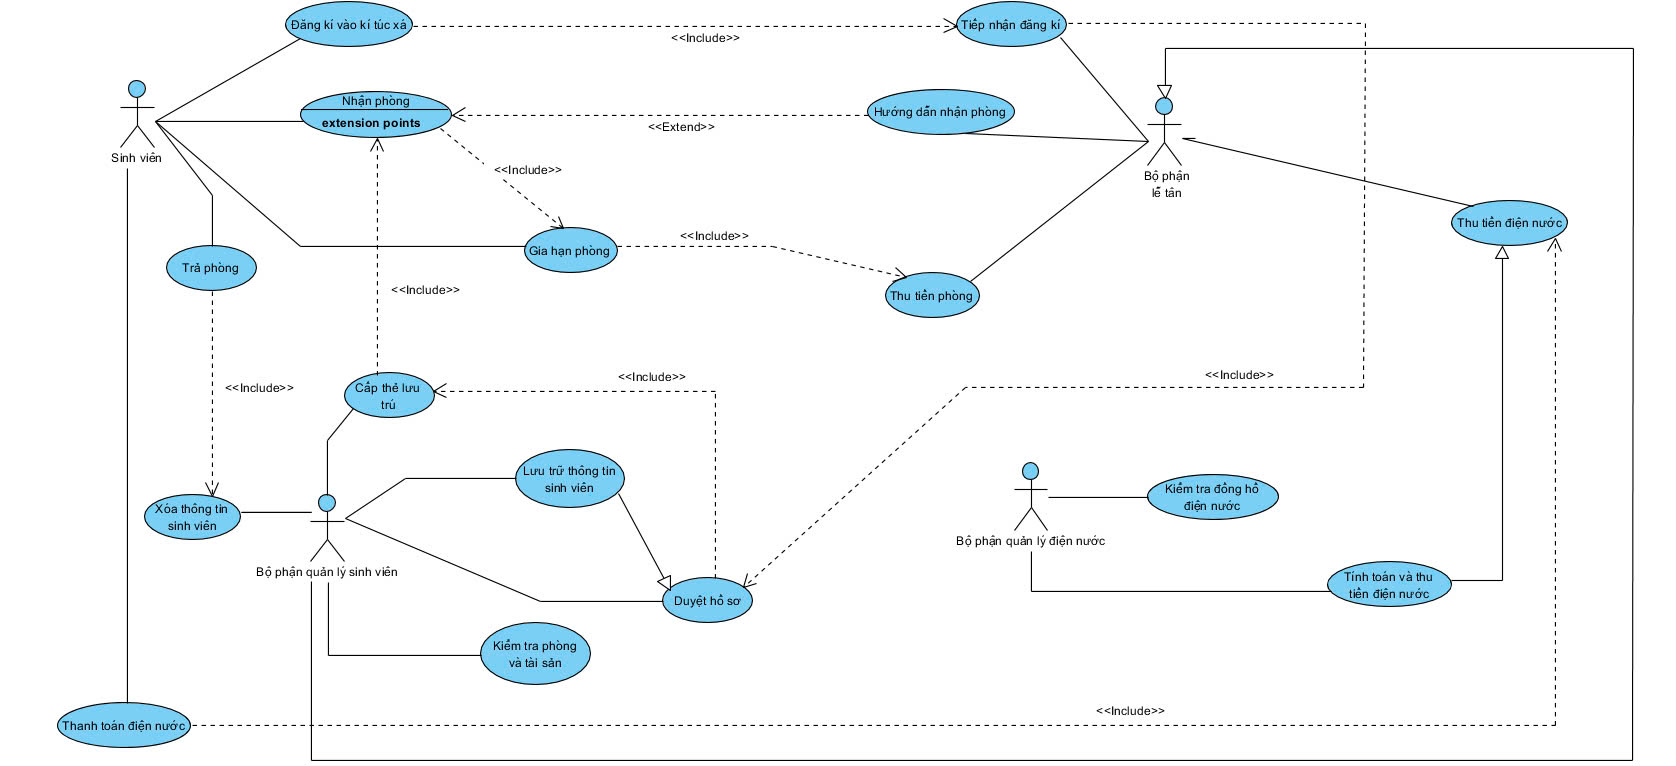 Đăng kí vào kí túc xá
Tiếp nhận đăng kí
<<Include>>
Nhận phòng
extension points
Hướng dẫn nhận phòng
<<Extend>>
Sinh viên
<<Include>>
Bộ phận
lễ tân
Thu tiền điện nước
<<Include>>
Gia hạn phòng
Trả phòng
<<Include>>
Thu tiền phòng
<<Include>>
<<Include>>
<<Include>>
Cấp thẻ lưu
trú
Lưu trữ thông tin
sinh viên
Kiểm tra đồng hồ
điện nước
Xóa thông tin
sinh viên
Bộ phận quản lý điện nước
Bộ phận quản lý sinh viên
Tính toán và thu
tiền điện nước
Duyệt hồ sơ
Kiểm tra phòng
và tài sản
<<Include>>
Thanh toán điện nước